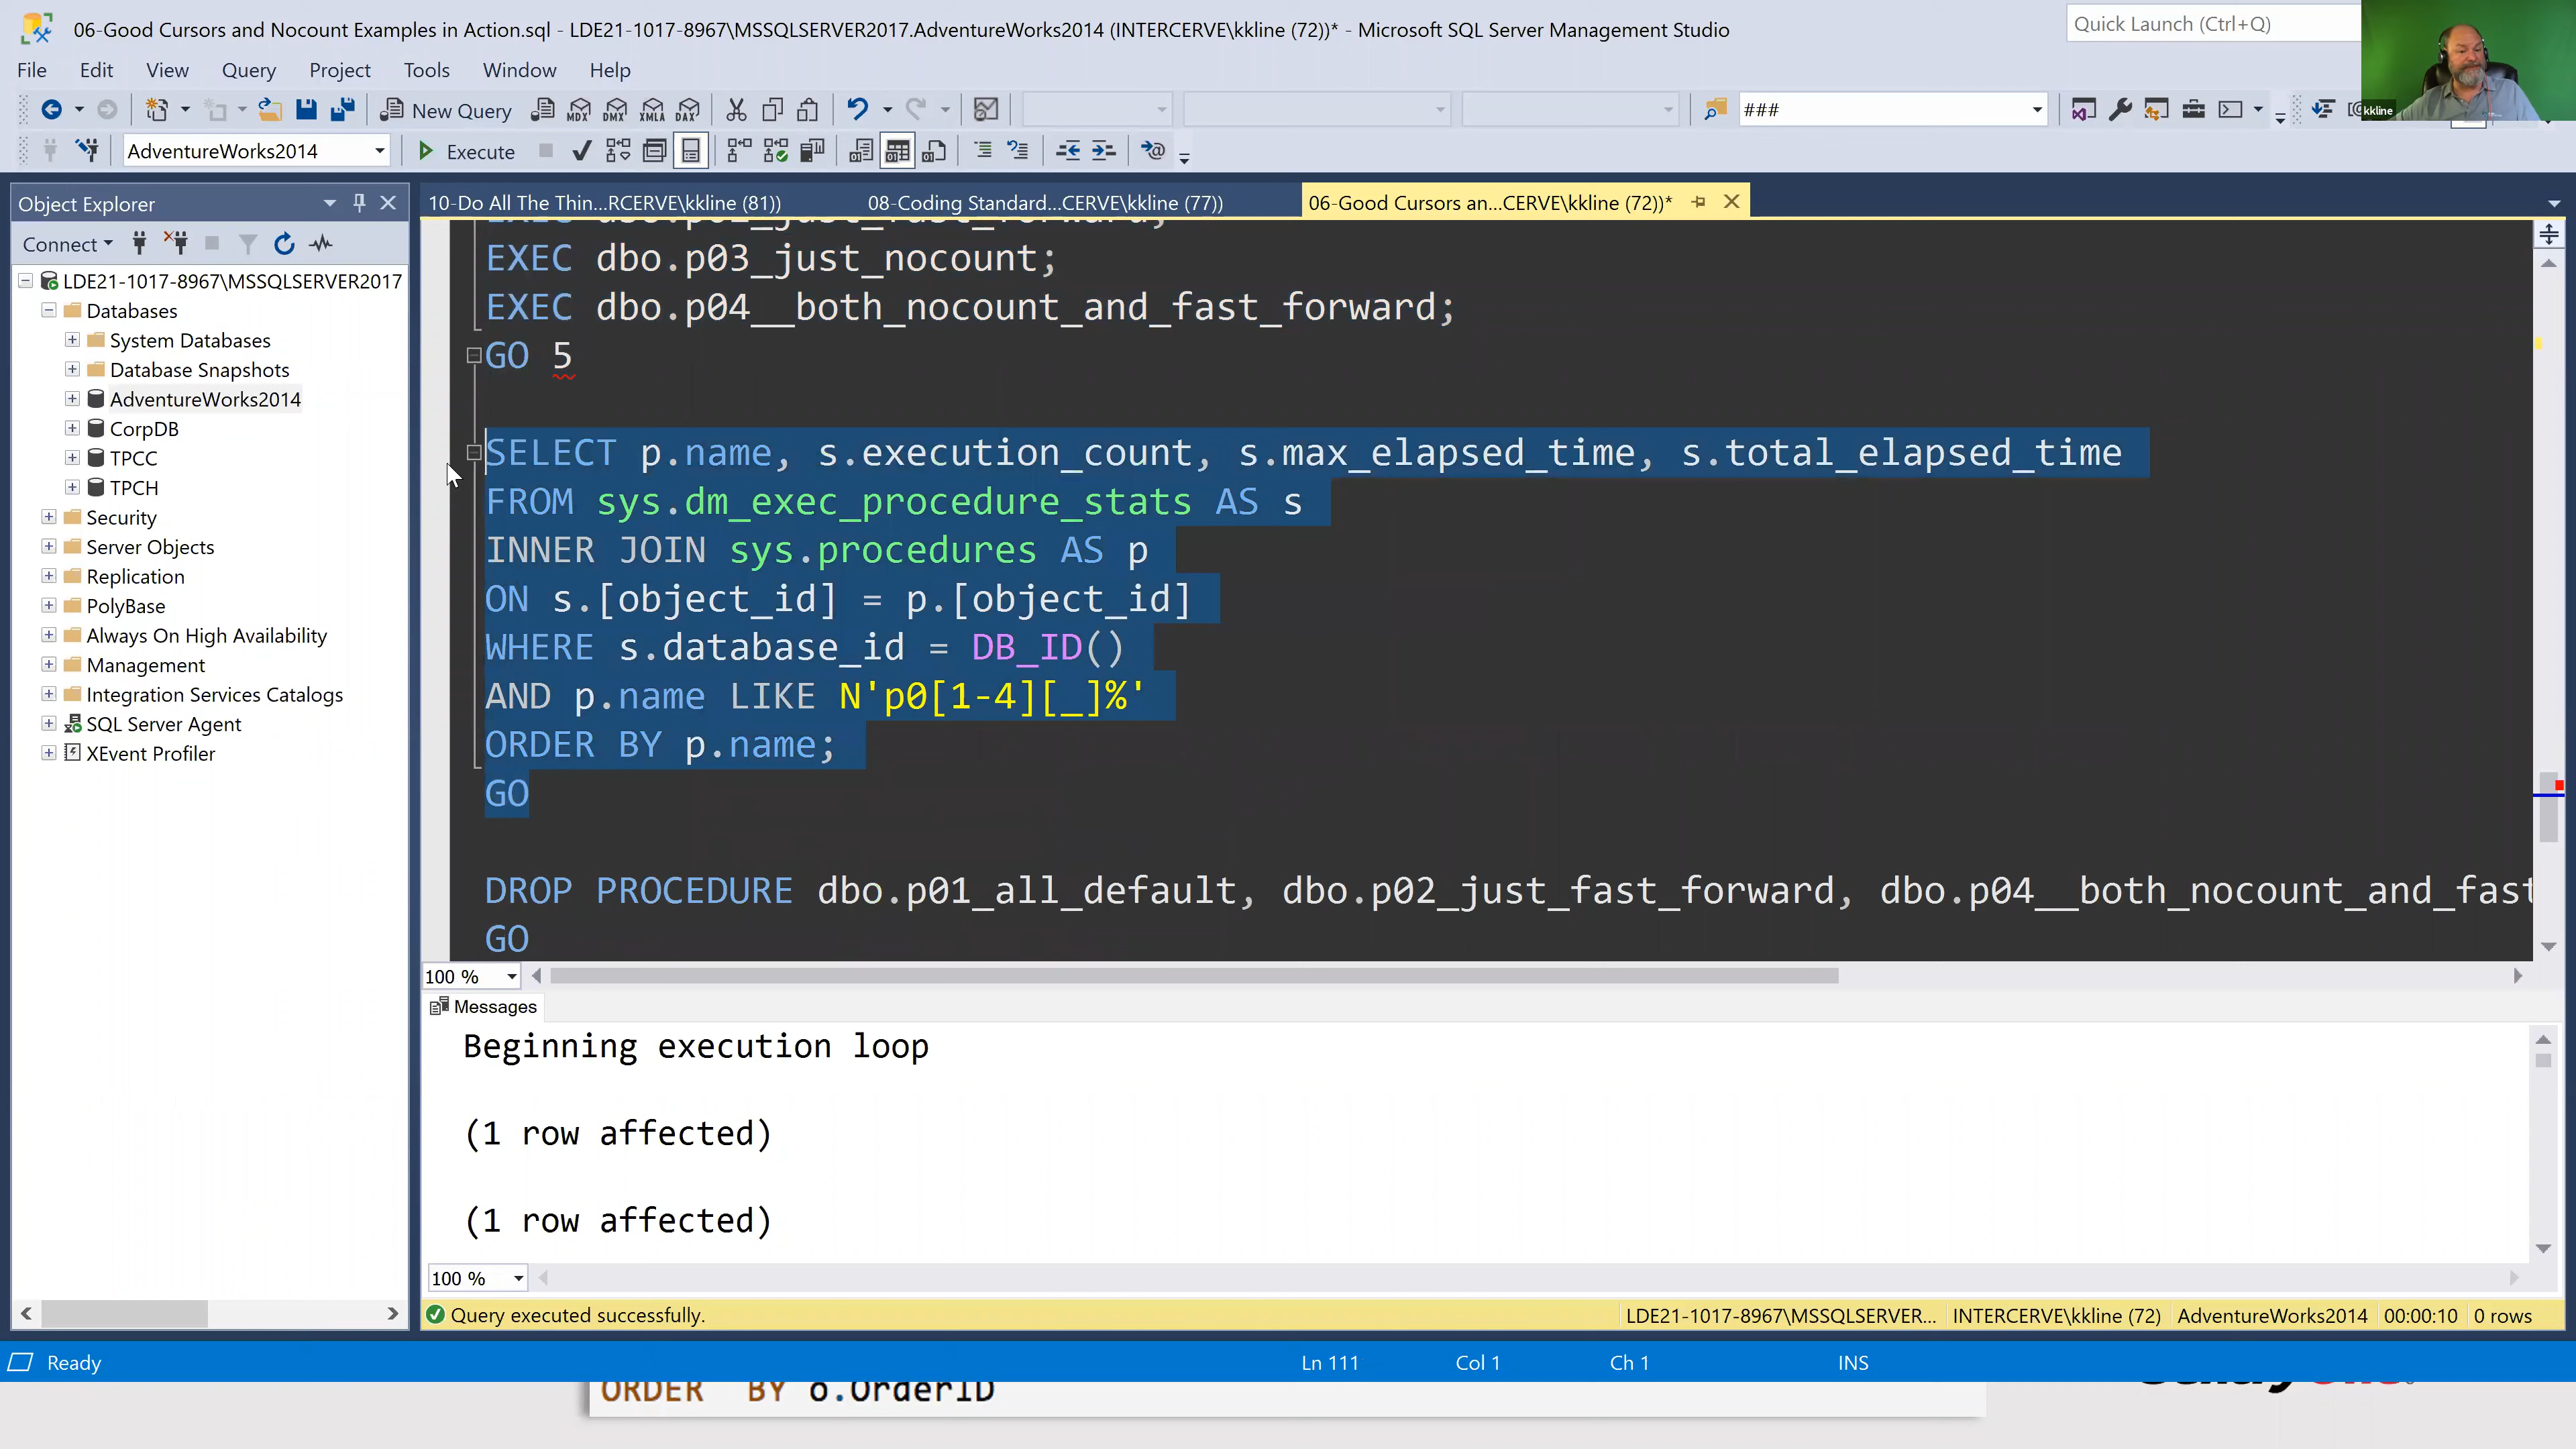 06-Good Cursors and Nocount Examples in Action.sql - LDE21-1017-8967\MSSQLSERVER2017.AdventureWorks2014 (INTERCERVE\kkline (72))* - Microsoft SQL Server Management Studio
Quick Launch (Ctrl+Q)
File Edit View Query Project Tools Window Help
kkline
New Query MDX DMX XMLA DAX ###
AdventureWorks2014 Execute
Object Explorer
10-Do All The Thin...RCERVE\kkline (81)) 08-Coding Standard...CERVE\kkline (77)) 06-Good Cursors an...CERVE\kkline (72))*
Connect
LDE21-1017-8967\MSSQLSERVER2017
Databases
System Databases
Database Snapshots
AdventureWorks2014
CorpDB
TPCC
TPCH
Security
Server Objects
Replication
PolyBase
Always On High Availability
Management
Integration Services Catalogs
SQL Server Agent
XEvent Profiler
EXEC dbo.p02_just_fast_forward;
EXEC dbo.p03_just_nocount;
EXEC dbo.p04__both_nocount_and_fast_forward;
GO 5
SELECT p.name, s.execution_count, s.max_elapsed_time, s.total_elapsed_time
FROM sys.dm_exec_procedure_stats AS s
INNER JOIN sys.procedures AS p
ON s.[object_id] = p.[object_id]
WHERE s.database_id = DB_ID()
AND p.name LIKE N'p0[1-4][_]%'
ORDER BY p.name;
GO
DROP PROCEDURE dbo.p01_all_default, dbo.p02_just_fast_forward, dbo.p04__both_nocount_and_fast
GO
100 %
Messages
Beginning execution loop
(1 row affected)
(1 row affected)
100 %
Query executed successfully. LDE21-1017-8967\MSSQLSERVER... INTERCERVE\kkline (72) AdventureWorks2014 00:00:10 0 rows
Ready Ln 111 Col 1 Ch 1 INS
ORDER BY o.OrderID